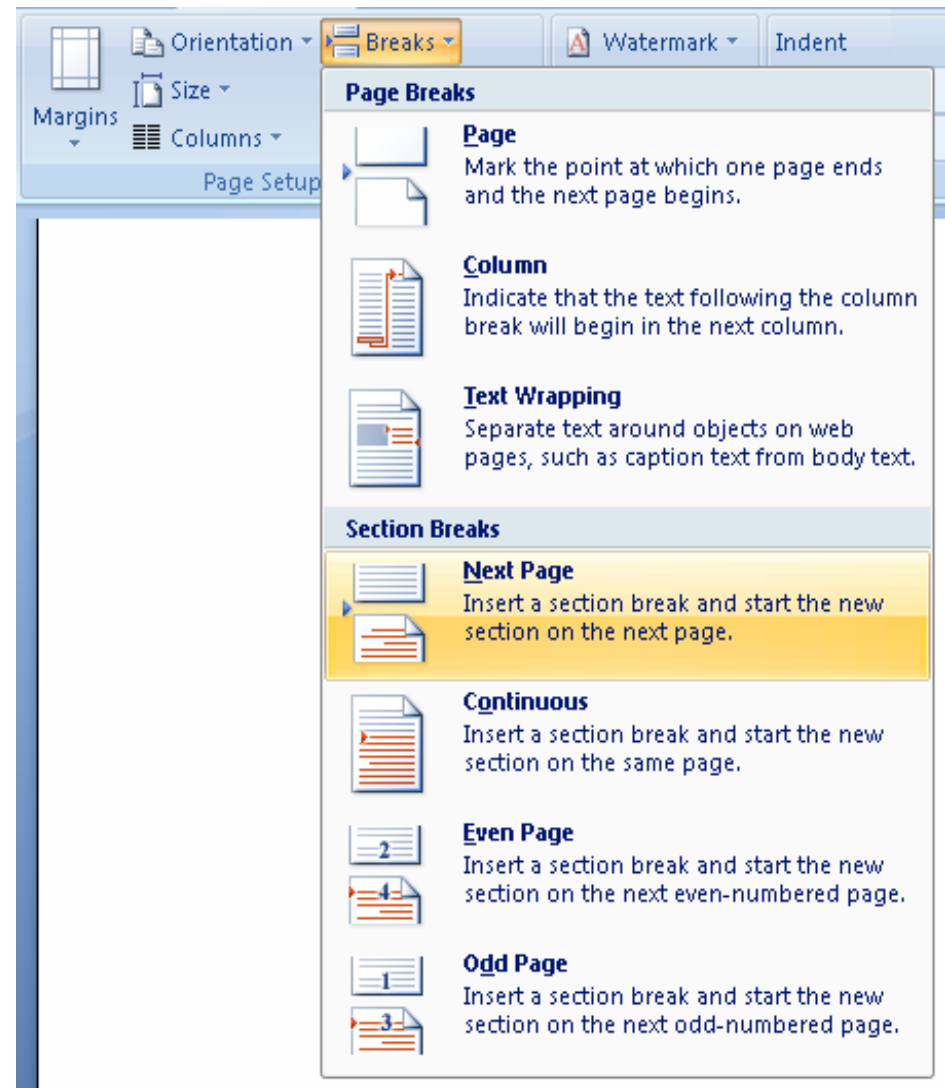 Orientation
Breaks
Watermark
Indent
Size
Margins
Columns
Page Setup
Page Breaks
Page
Mark the point at which one page ends
and the next page begins.
Column
Indicate that the text following the column
break will begin in the next column.
Text Wrapping
Separate text around objects on web
pages, such as caption text from body text.
Section Breaks
Next Page
Insert a section break and start the new
section on the next page.
Continuous
Insert a section break and start the new
section on the same page.
2
Even Page
Insert a section break and start the new
4
section on the next even-numbered page.
1
Odd Page
Insert a section break and start the new
3
section on the next odd-numbered page.